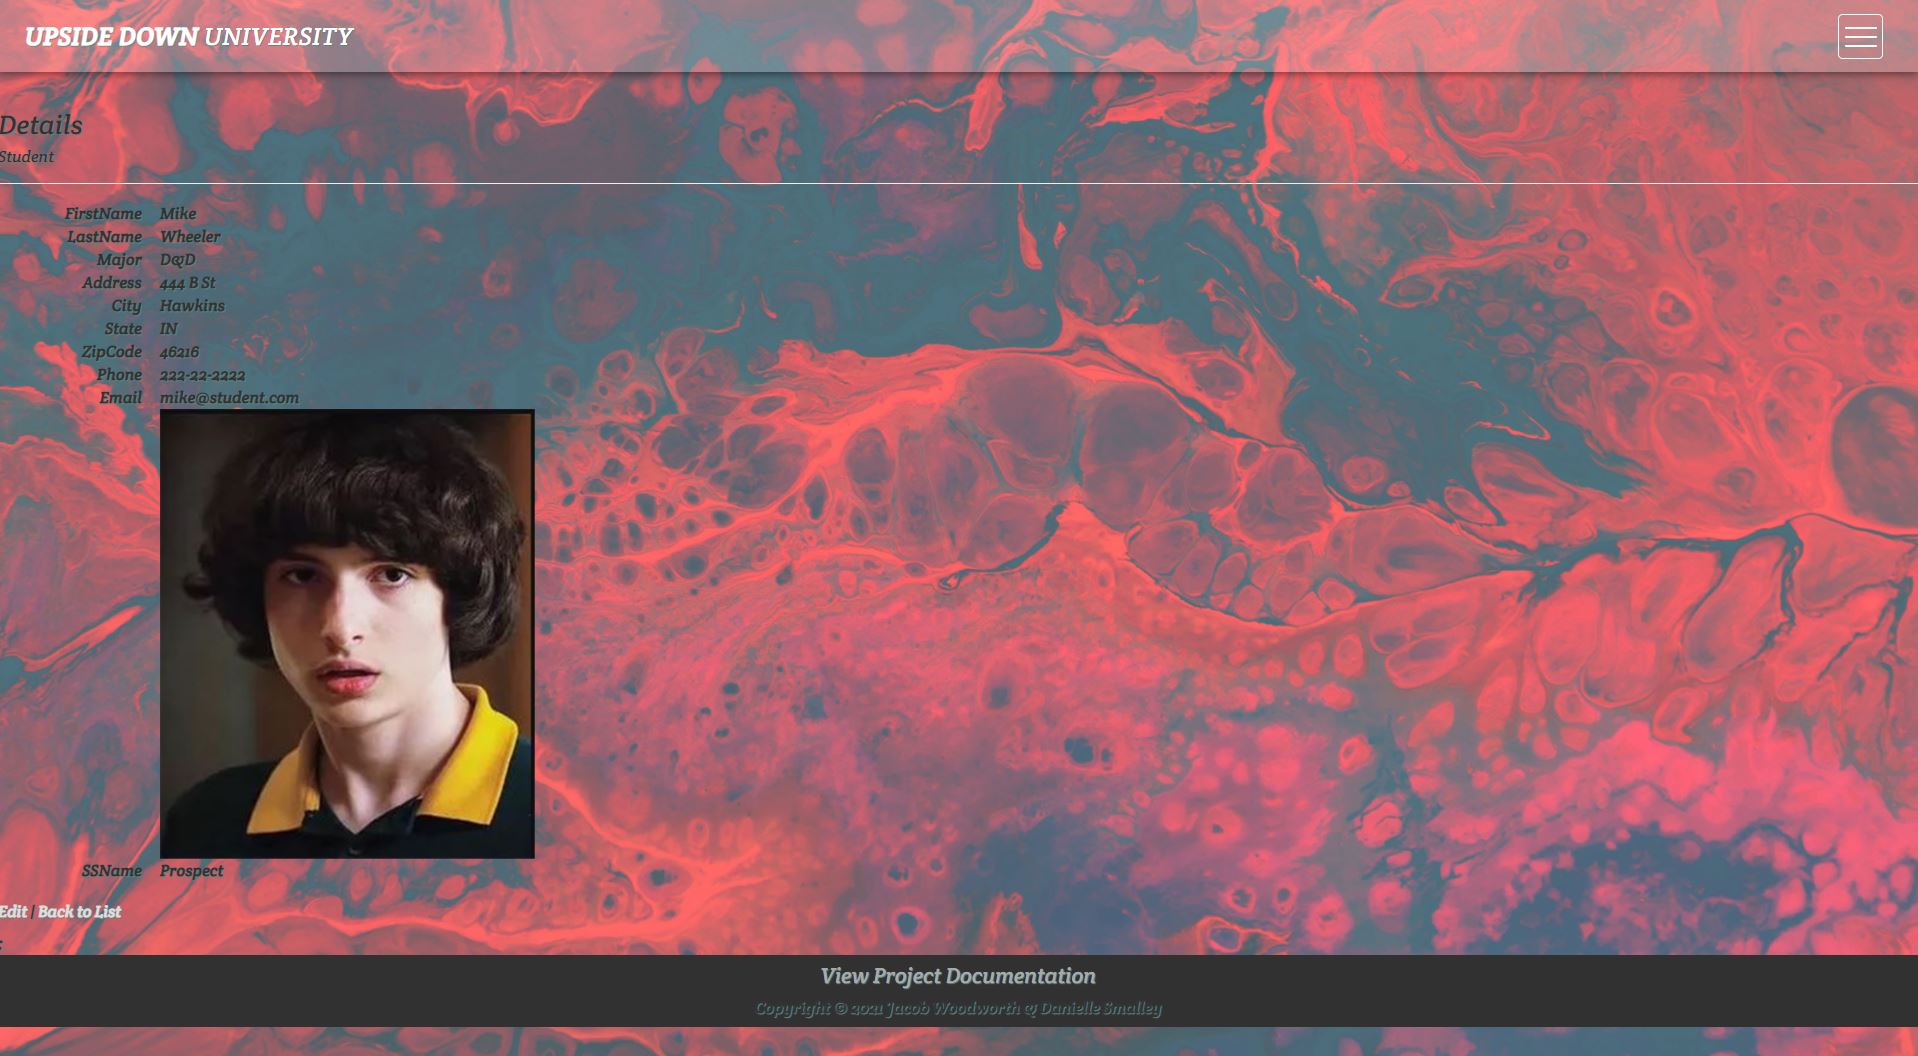 UPSIDE DOWN UNIVERSITY
Details
Student
FirstName Mike
LastName Wheeler
Major D&D
Address 444 B St
City Hawkins
State IN
ZipCode 46216
Phone 222-22-2222
Email mike@student.com
SSName Prospect
Edit | Back to List
;
View Project Documentation
Copyright © 2021 Jacob Woodworth & Danielle Smalley